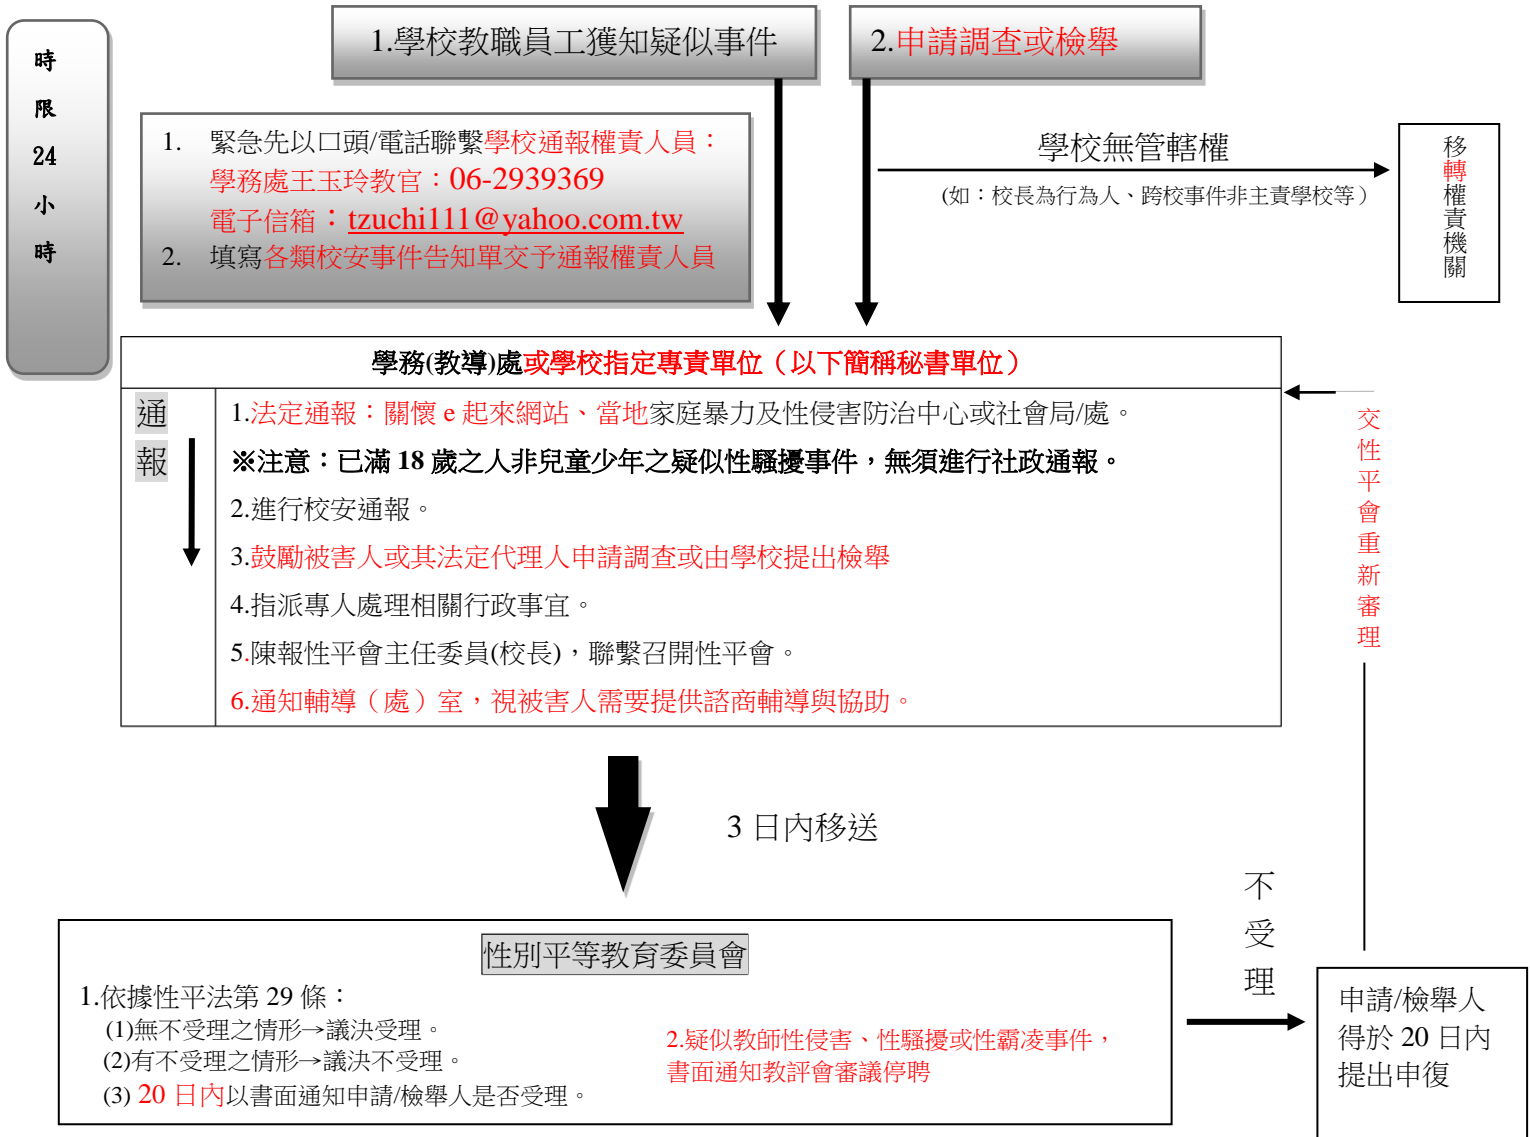 時
限
24
小
時
1.學校教職員工獲知疑似事件
2.申請調查或檢舉
1. 緊急先以口頭/電話聯繫學校通報權責人員：
學務處王玉玲教官：06-2939369
電子信箱：tzuchi111@yahoo.com.tw
2. 填寫各類校安事件告知單交予通報權責人員
學校無管轄權
(如：校長為行為人、跨校事件非主責學校等)
移轉權責機關
學務(教導)處或學校指定專責單位（以下簡稱秘書單位）
通
報
1.法定通報：關懷 e 起來網站、當地家庭暴力及性侵害防治中心或社會局/處。
※注意：已滿 18 歲之人非兒童少年之疑似性騷擾事件，無須進行社政通報。
2.進行校安通報。
3.鼓勵被害人或其法定代理人申請調查或由學校提出檢舉
4.指派專人處理相關行政事宜。
5.陳報性平會主任委員(校長)，聯繫召開性平會。
6.通知輔導（處）室，視被害人需要提供諮商輔導與協助。
交性平會重新審理
3 日內移送
不受理
性別平等教育委員會
1.依據性平法第 29 條：
(1)無不受理之情形→議決受理。
(2)有不受理之情形→議決不受理。
(3) 20 日內以書面通知申請/檢舉人是否受理。
2.疑似教師性侵害、性騷擾或性霸凌事件，
書面通知教評會審議停聘
申請/檢舉人
得於 20 日內
提出申復